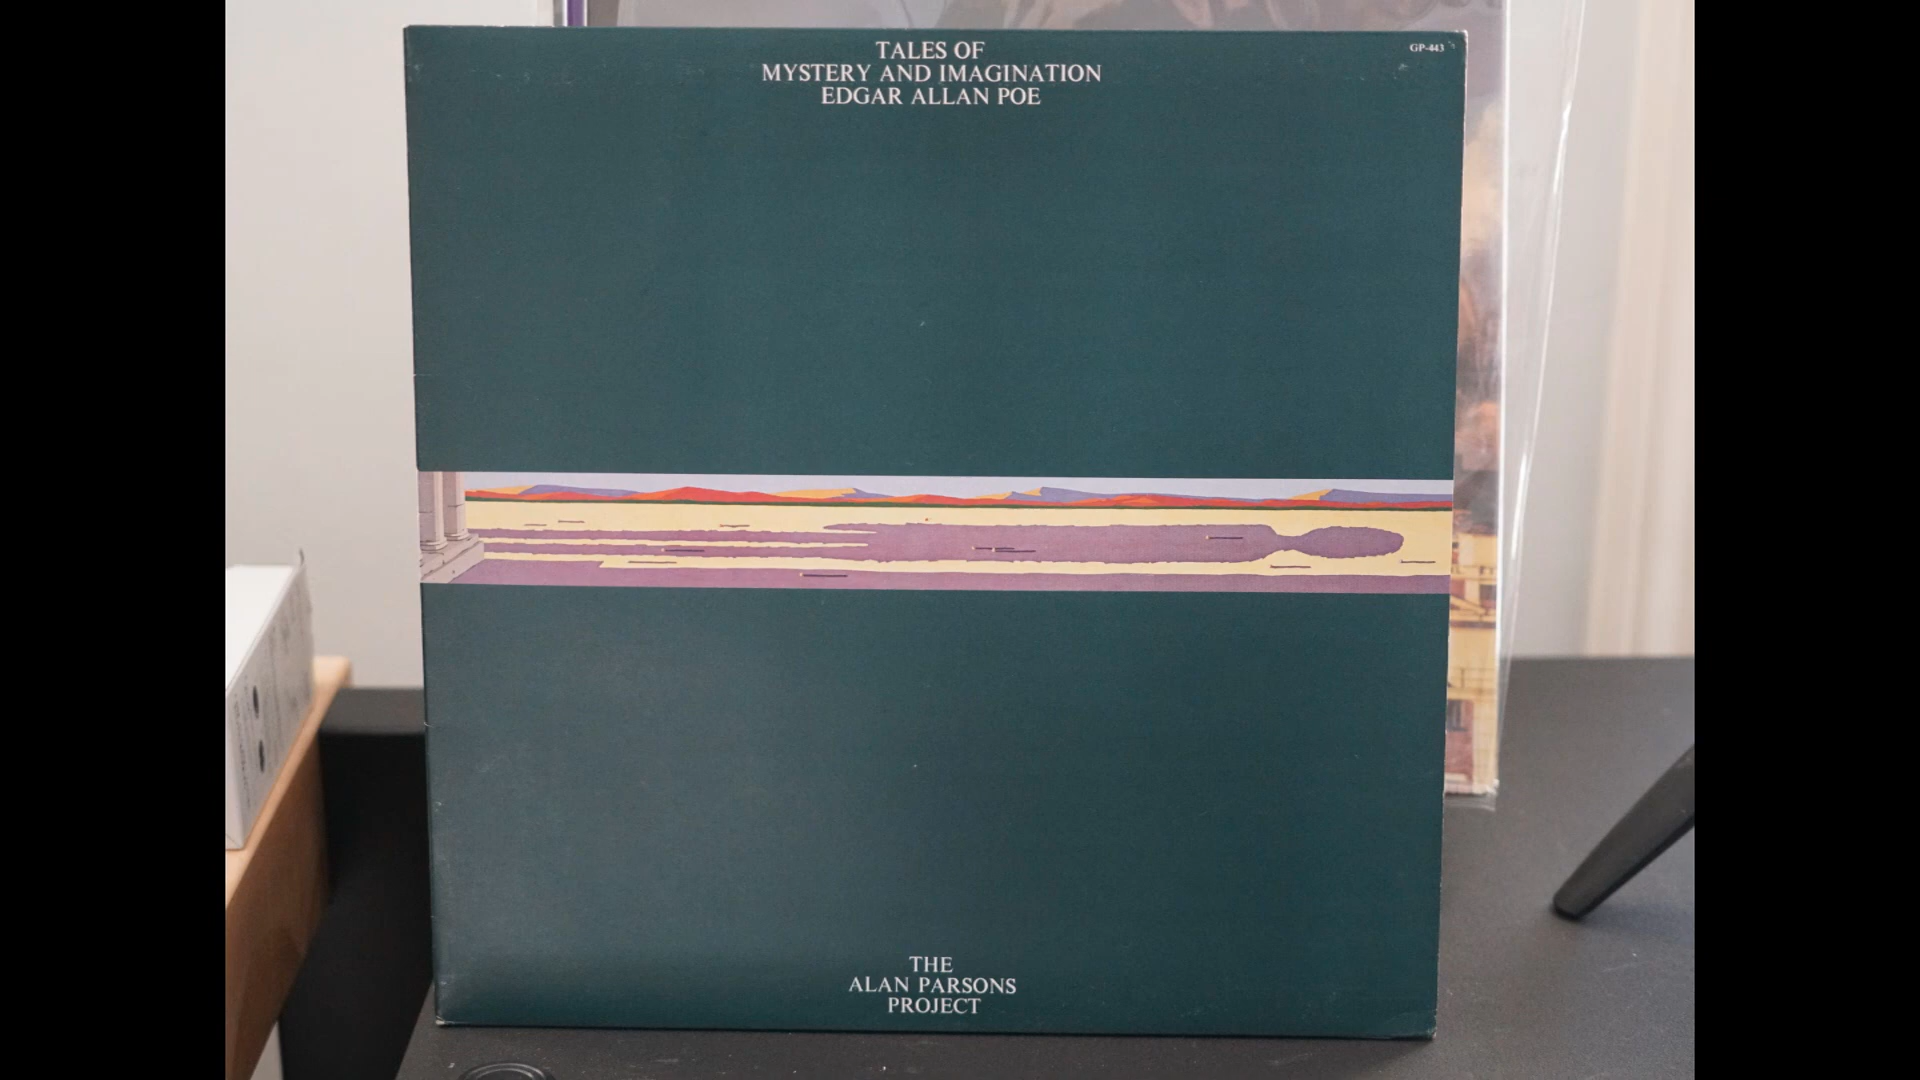 TALES OF
MYSTERY AND IMAGINATION
EDGAR ALLAN POE
GP-443
THE
ALAN PARSONS
PROJECT